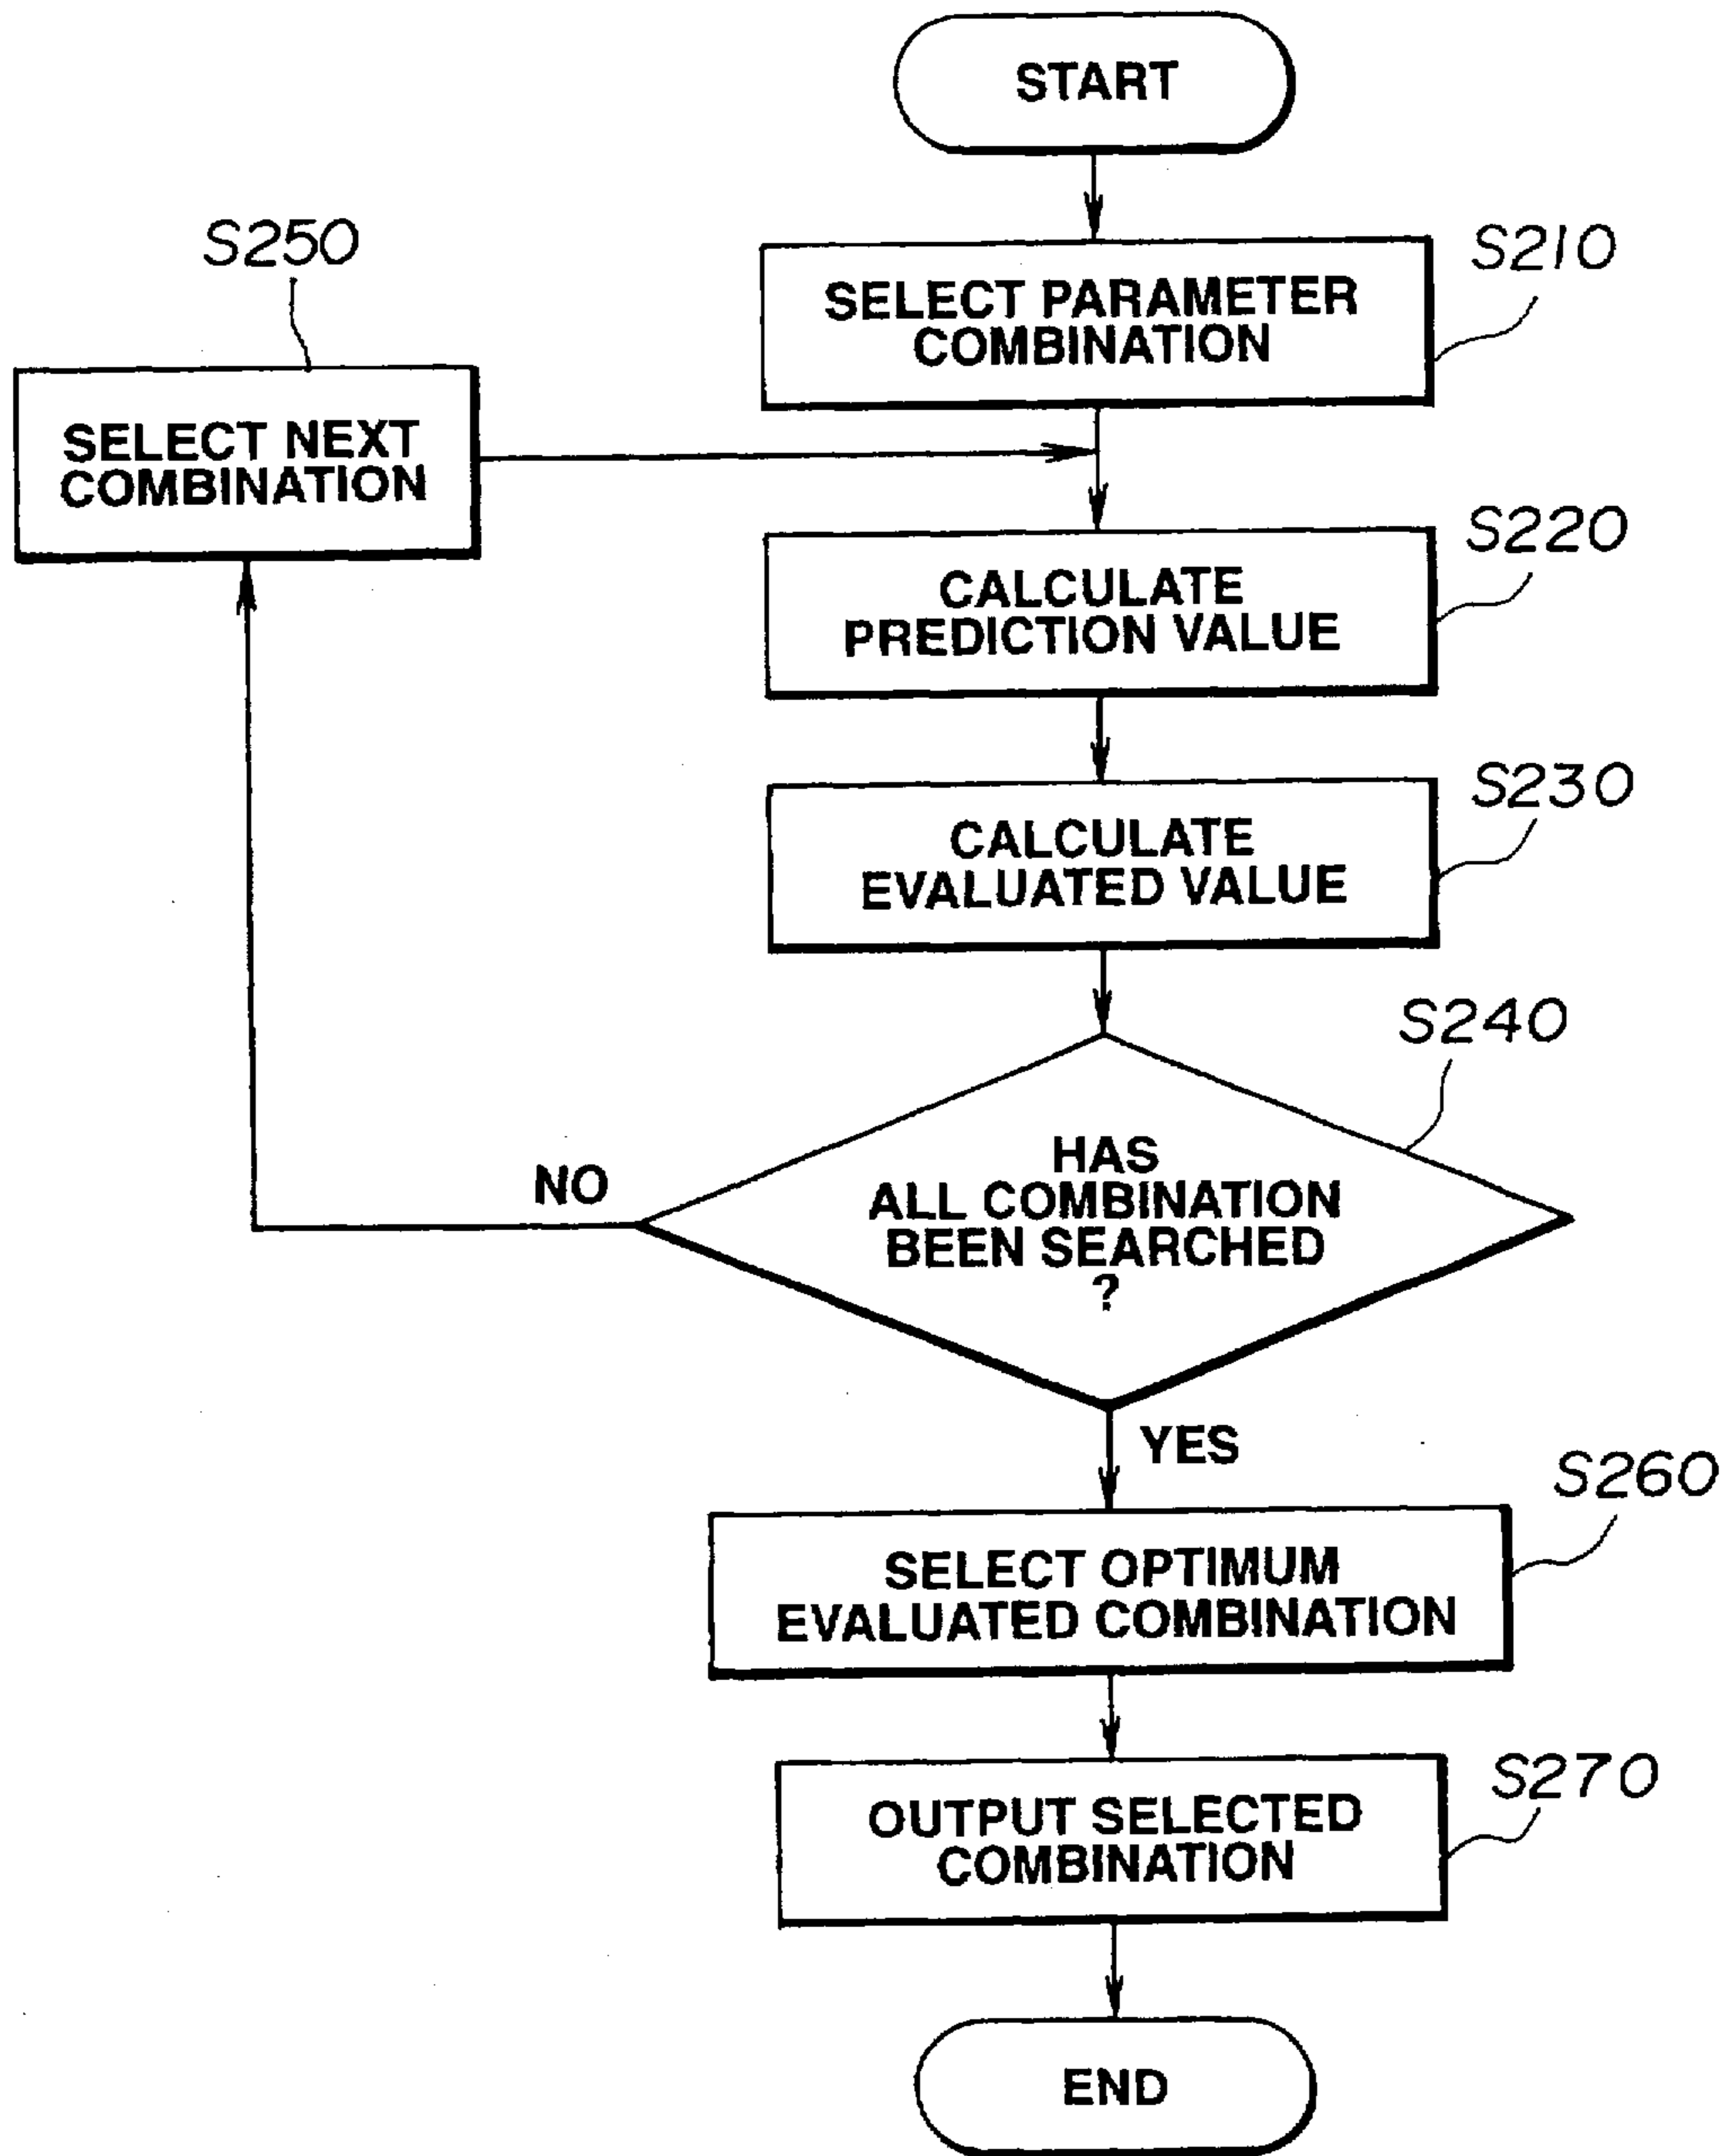 START
S210
SELECT PARAMETER
COMBINATION
S250
SELECT NEXT
COMBINATION
S220
CALCULATE
PREDICTION VALUE
S230
CALCULATE
EVALUATED VALUE
S240
HAS
ALL COMBINATION
BEEN SEARCHED
?
NO
YES
S260
SELECT OPTIMUM
EVALUATED COMBINATION
S270
OUTPUT SELECTED
COMBINATION
END